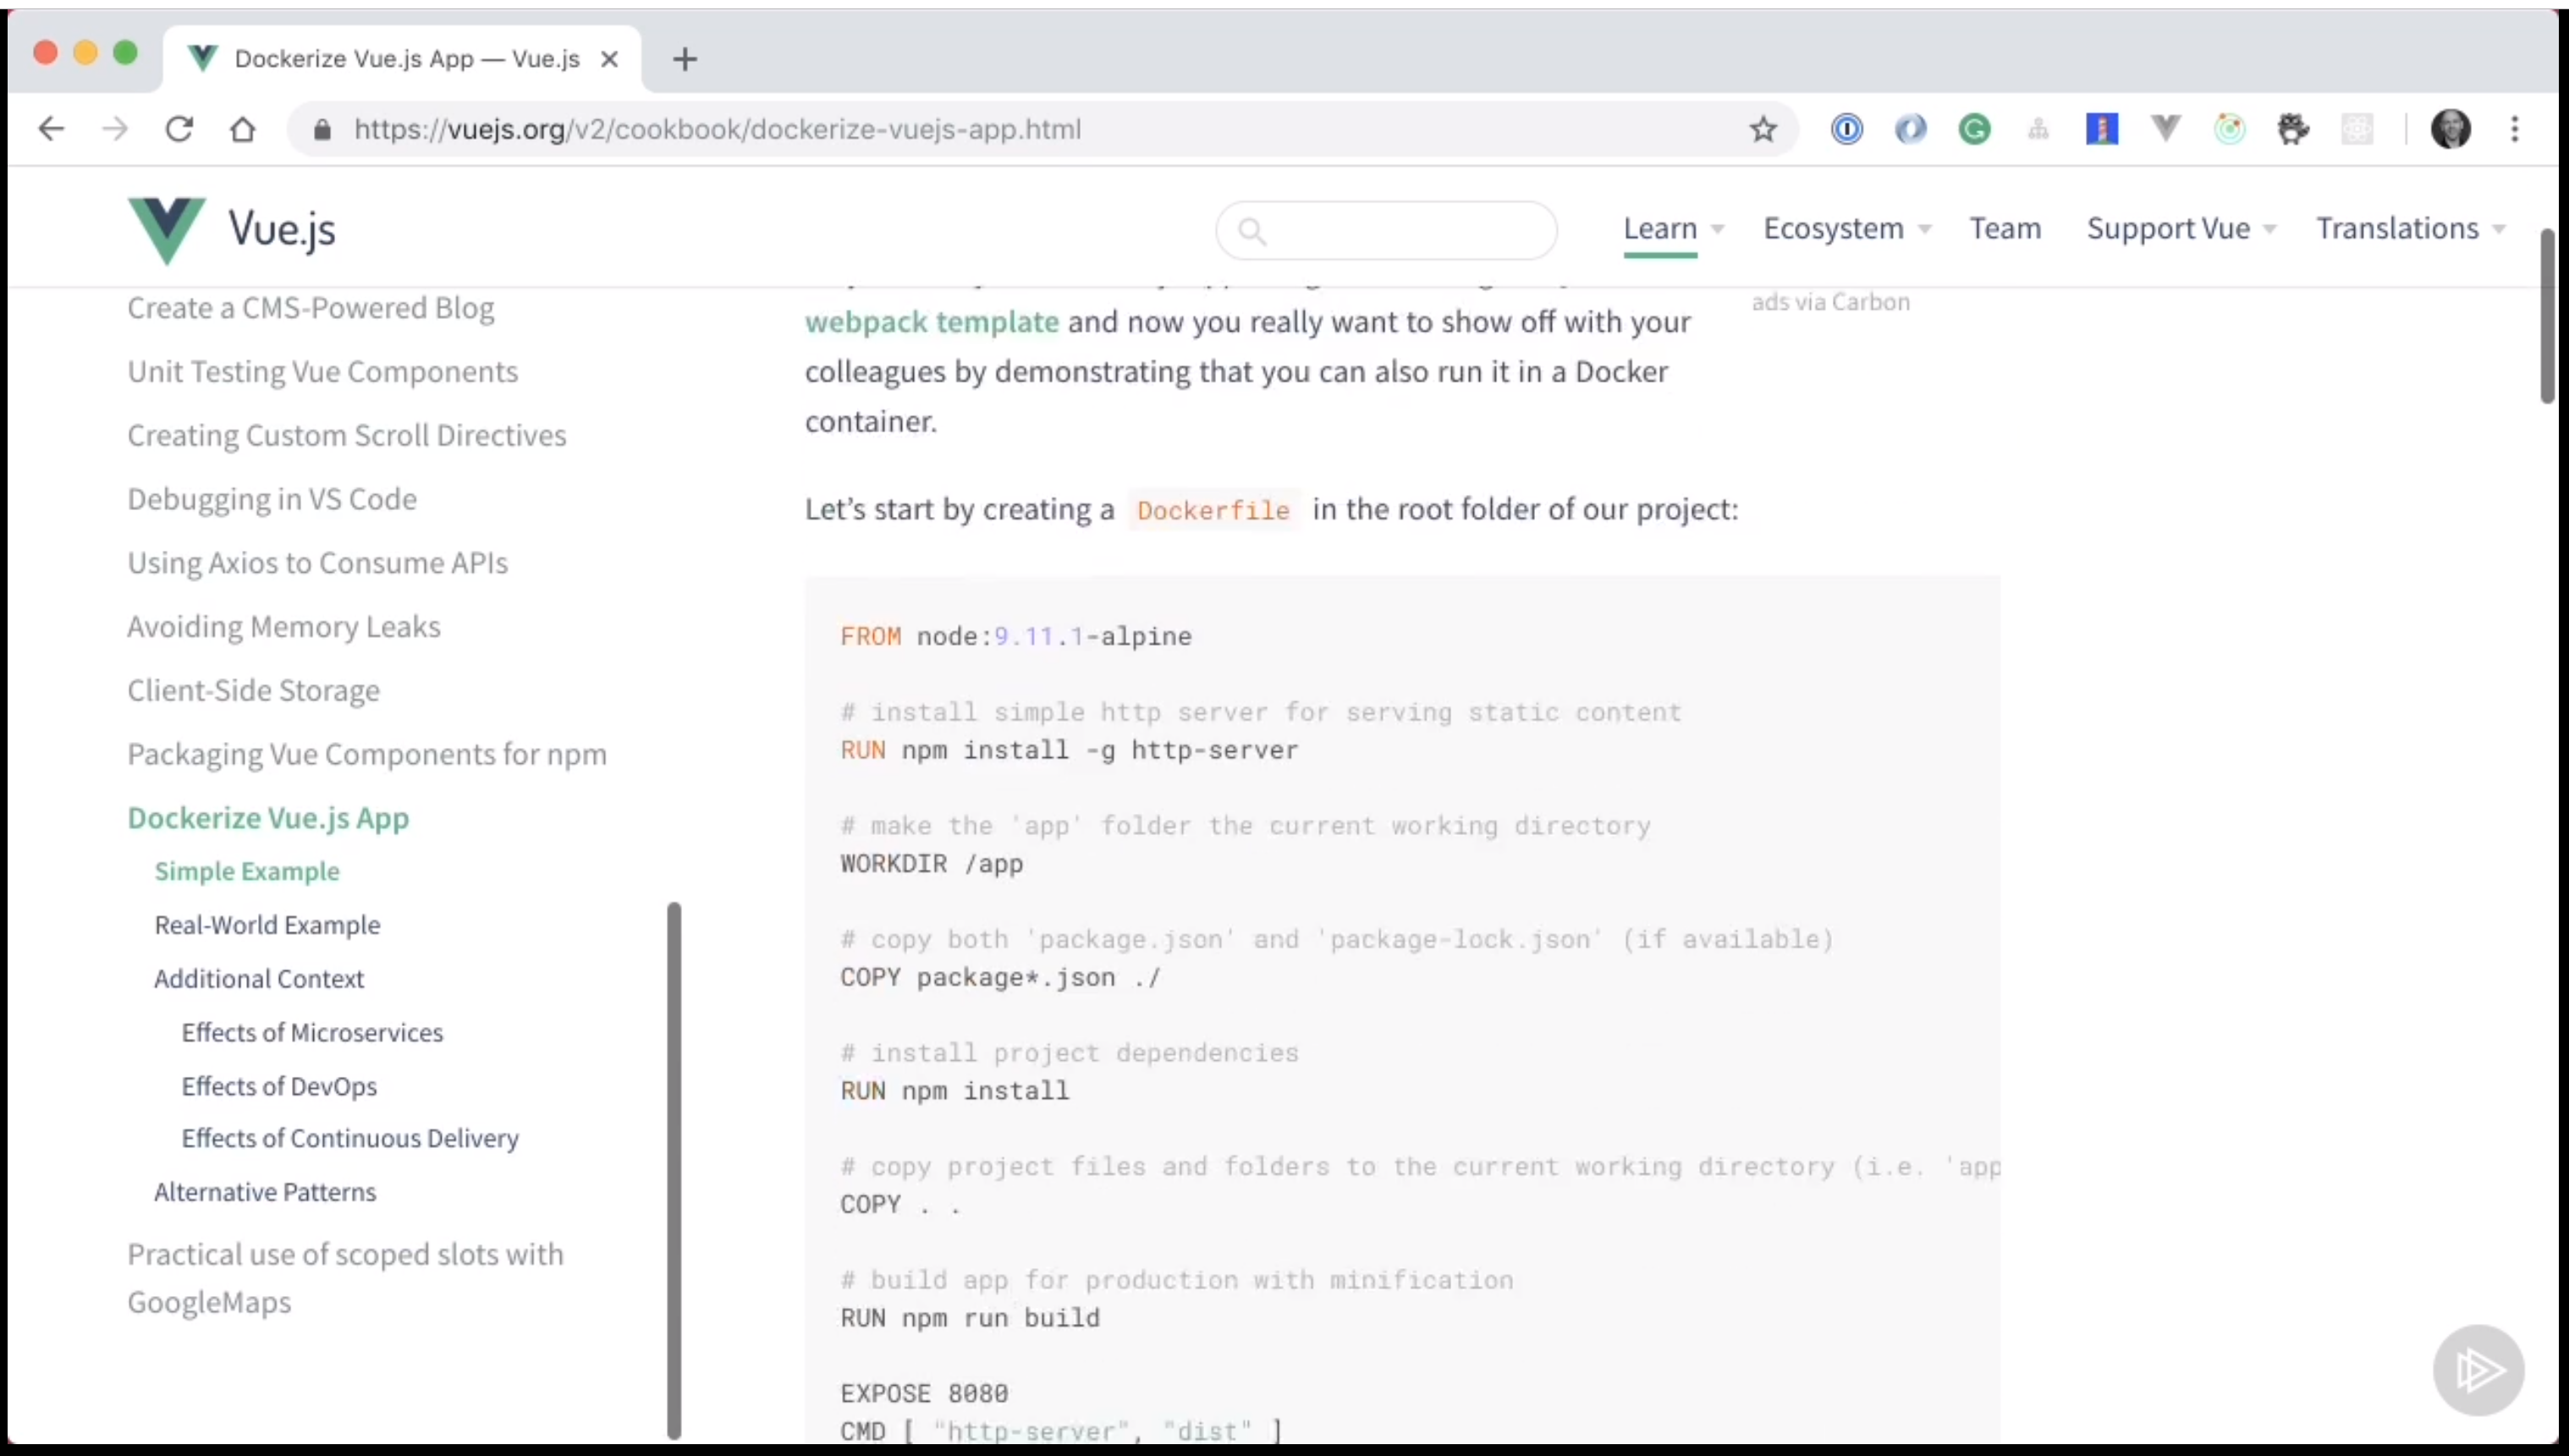 Dockerize Vue.js App — Vue.js
https://vuejs.org/v2/cookbook/dockerize-vuejs-app.html
Vue.js
Learn
Ecosystem
Team
Support Vue
Translations
Create a CMS-Powered Blog
Unit Testing Vue Components
Creating Custom Scroll Directives
Debugging in VS Code
Using Axios to Consume APIs
Avoiding Memory Leaks
Client-Side Storage
Packaging Vue Components for npm
Dockerize Vue.js App
Simple Example
Real-World Example
Additional Context
Effects of Microservices
Effects of DevOps
Effects of Continuous Delivery
Alternative Patterns
Practical use of scoped slots with
GoogleMaps
webpack template and now you really want to show off with your
colleagues by demonstrating that you can also run it in a Docker
container.
Let’s start by creating a Dockerfile in the root folder of our project:
FROM node:9.11.1-alpine
# install simple http server for serving static content
RUN npm install -g http-server
# make the 'app' folder the current working directory
WORKDIR /app
# copy both 'package.json' and 'package-lock.json' (if available)
COPY package*.json ./
# install project dependencies
RUN npm install
# copy project files and folders to the current working directory (i.e. 'app
COPY . .
# build app for production with minification
RUN npm run build
EXPOSE 8080
CMD [ "http-server", "dist" ]
ads via Carbon